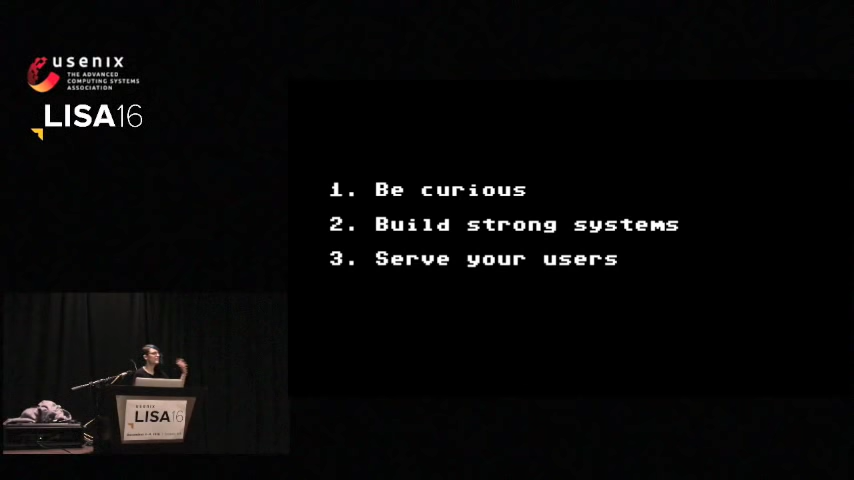 usenix
THE ADVANCED
COMPUTING SYSTEMS
ASSOCIATION
LISA16
1. Be curious
2. Build strong systems
3. Serve your users
usenix
LISA16